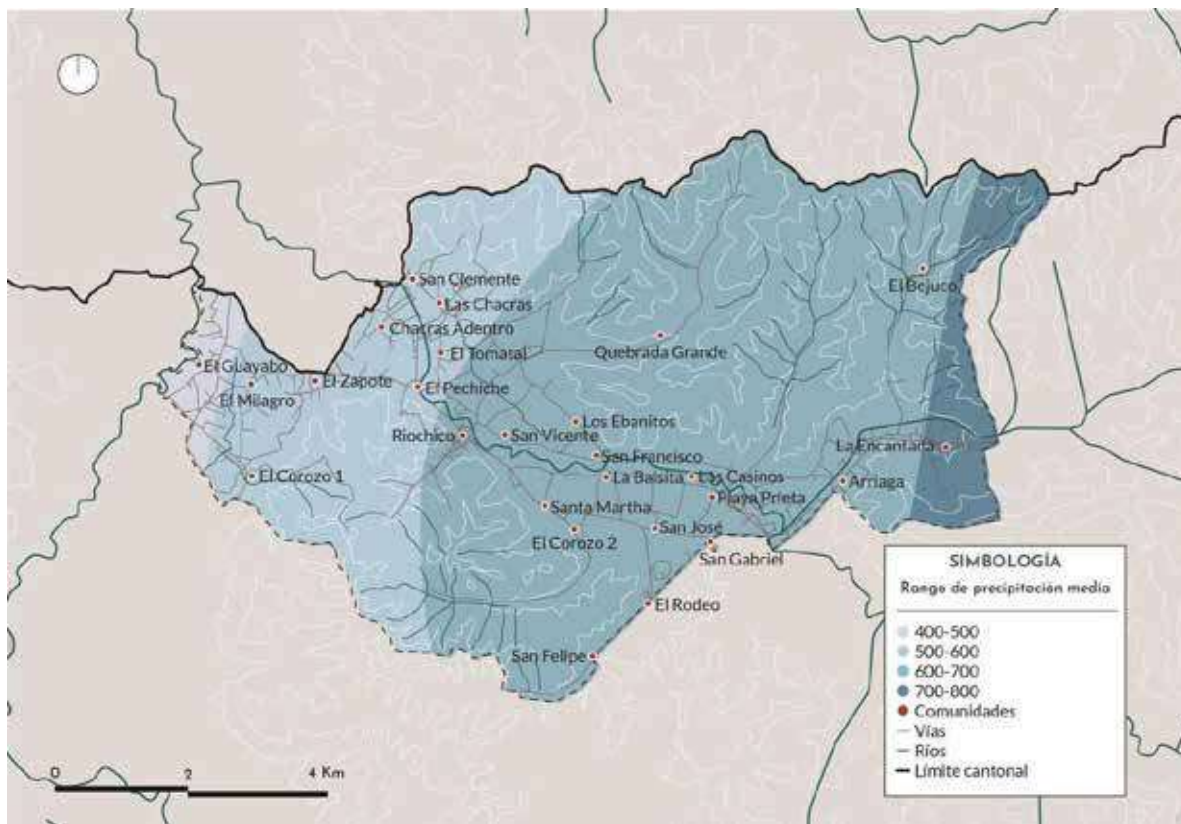 San Clemente
Las Chacras
Chacras Adentro
El Bejuco
El Tomatal
Quebrada Grande
El Guayabo
El Zapote
El Milagro
El Pechiche
Los Ebanitos
Riochico
San Vicente
San Francisco
La Encantada
El Corozo 1
La Balsita
Las Casinos
Arriaga
Playa Prieta
Santa Martha
San José
El Corozo 2
San Gabriel
El Rodeo
San Felipe
0 2 4 Km
SIMBOLOGÍA
Rango de precipitación media
400-500
500-600
600-700
700-800
Comunidades
Vías
Ríos
Límite cantonal